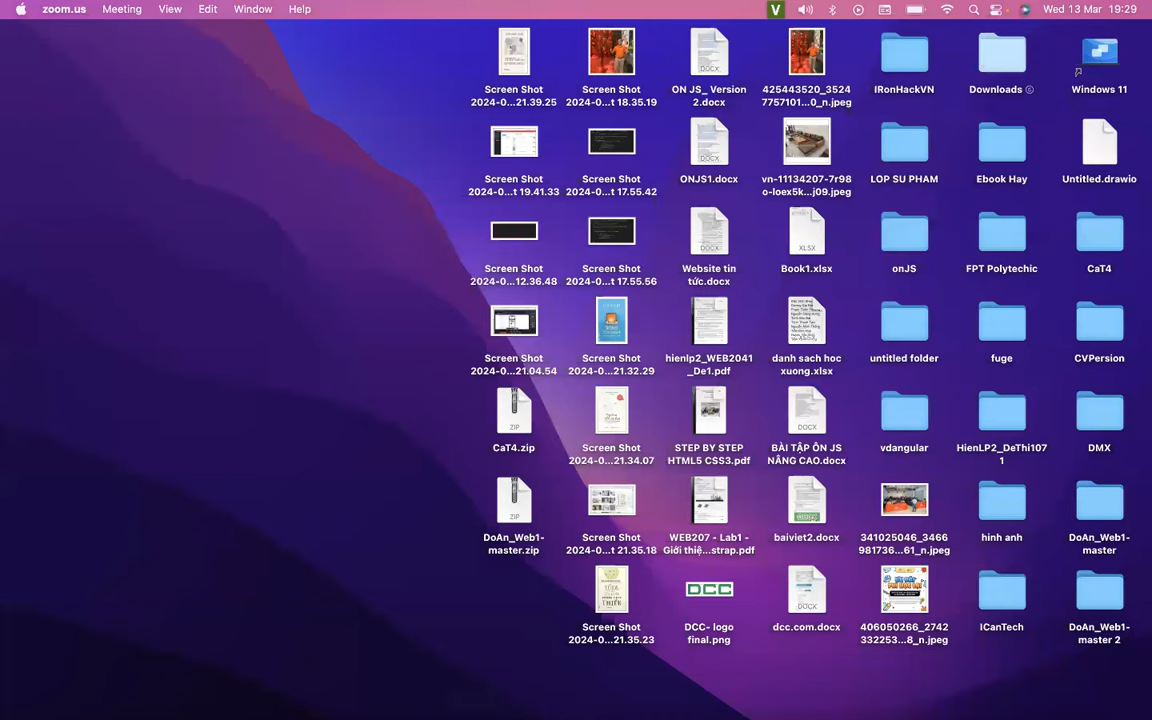 zoom.us Meeting View Edit Window Help V Wed 13 Mar 19:29
Screen Shot
2024-0...21.39.25
Screen Shot
2024-0...t 18.35.19
DOCX
ON JS_ Version
2.docx
425443520_3524
7757101...0_n.jpeg
IRonHackVN
Downloads
Windows 11
Screen Shot
2024-0...t 19.41.33
Screen Shot
2024-0...t 17.55.42
DOCX
ONJS1.docx
vn-11134207-7r98
o-loex5k...j09.jpeg
LOP SU PHAM
Ebook Hay
Untitled.drawio
Screen Shot
2024-0...12.36.48
Screen Shot
2024-0...t 17.55.56
DOCX
Website tin
tức.docx
XLSX
Book1.xlsx
onJS
FPT Polytechic
CaT4
Screen Shot
2024-0...21.04.54
Screen Shot
2024-0...21.32.29
hienlp2_WEB2041
_De1.pdf
danh sach hoc
xuong.xlsx
untitled folder
fuge
CVPersion
ZIP
CaT4.zip
Screen Shot
2024-0...21.34.07
STEP BY STEP
HTML5 CSS3.pdf
DOCX
BÀI TẬP ÔN JS
NÂNG CAO.docx
vdangular
HienLP2_DeThi107
1
DMX
ZIP
DoAn_Web1-
master.zip
Screen Shot
2024-0...t 21.35.18
WEB207 - Lab1 -
Giới thiệ...strap.pdf
baiviet2.docx
341025046_3466
981736...61_n.jpeg
hinh anh
DoAn_Web1-
master
Screen Shot
2024-0...t 21.35.23
DCC
DCC- logo
final.png
DOCX
dcc.com.docx
406050266_2742
332253...8_n.jpeg
ICanTech
DoAn_Web1-
master 2